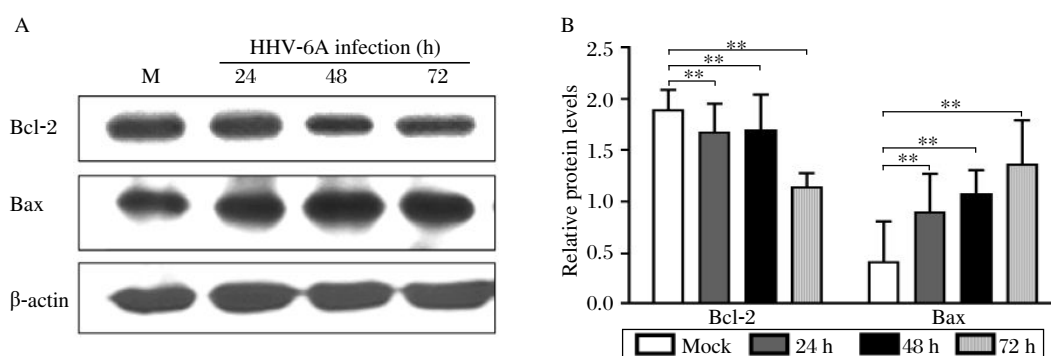 A
HHV-6A infection (h)
M 24 48 72
Bcl-2
Bax
β-actin
B
Relative protein levels
2.5
2.0
1.5
1.0
0.5
0.0
** ** **
** ** **
Bcl-2 Bax
Mock 24 h 48 h 72 h